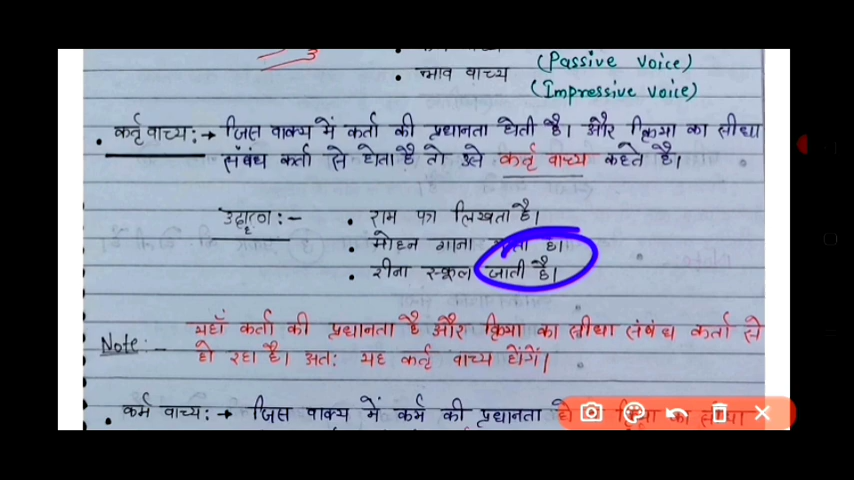 (Passive voice)
• भाव वाच्य (Impressive voice)
• कर्तृ वाच्य :→ जिस वाक्य में कर्ता की प्रधानता होती है। और क्रिया का सीधा
संबंध कर्ता से होता है तो उसे कर्तृ वाच्य कहते है।
उदाहरण :- • राम पत्र लिखता है।
• मोहन गाना है।
• रीना स्कूल जाती है।
Note:- यहाँ कर्ता की प्रधानता है और क्रिया का सीधा संबंध कर्ता से
हो रहा है। अत: यह कर्तृ वाच्य होंगें।
• कर्म वाच्य :→ जिस वाक्य में कर्म की प्रधानता का सीधा